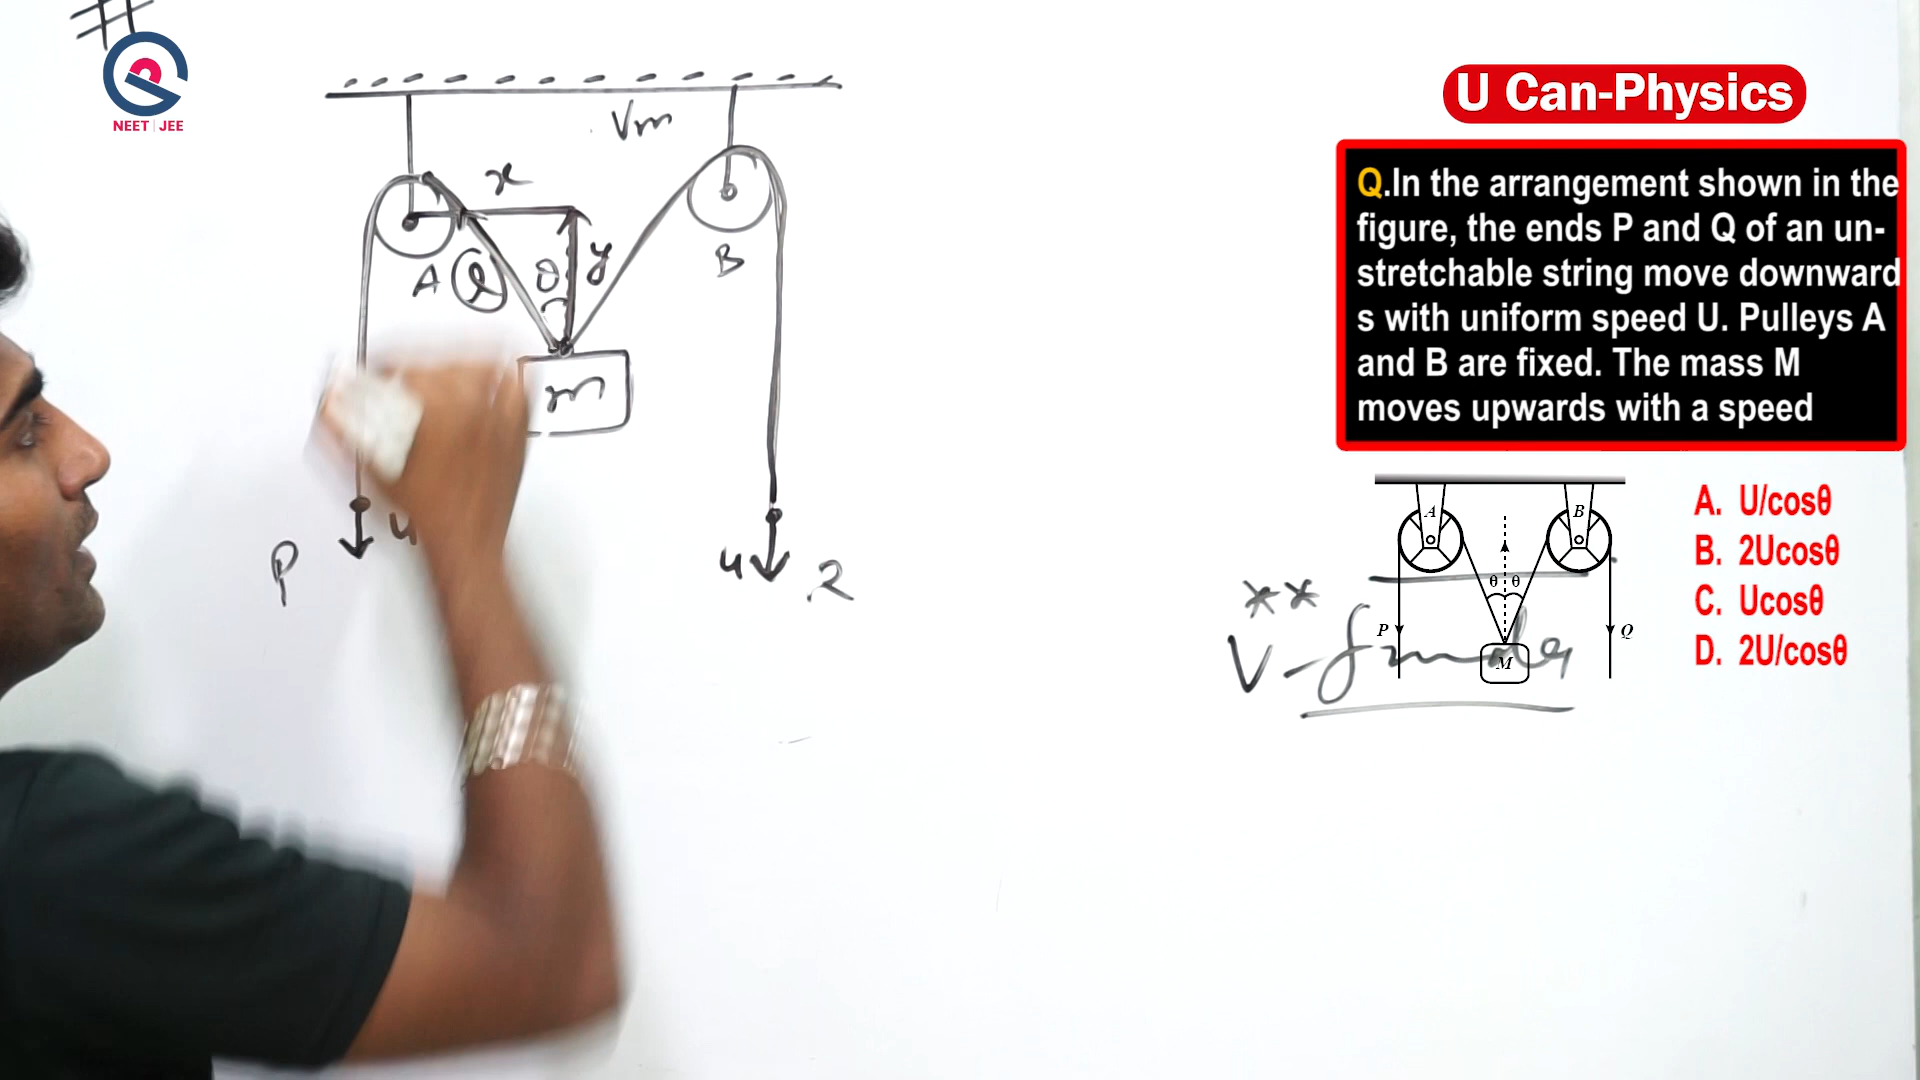 #
NEET | JEE
Vm
x
A
l
θ
y
B
m
P
u
u
2
U Can-Physics
Q.In the arrangement shown in the
figure, the ends P and Q of an un-
stretchable string move downward
s with uniform speed U. Pulleys A
and B are fixed. The mass M
moves upwards with a speed
A
B
θ
θ
P
Q
M
A. U/cosθ
B. 2Ucosθ
C. Ucosθ
D. 2U/cosθ
**
V-